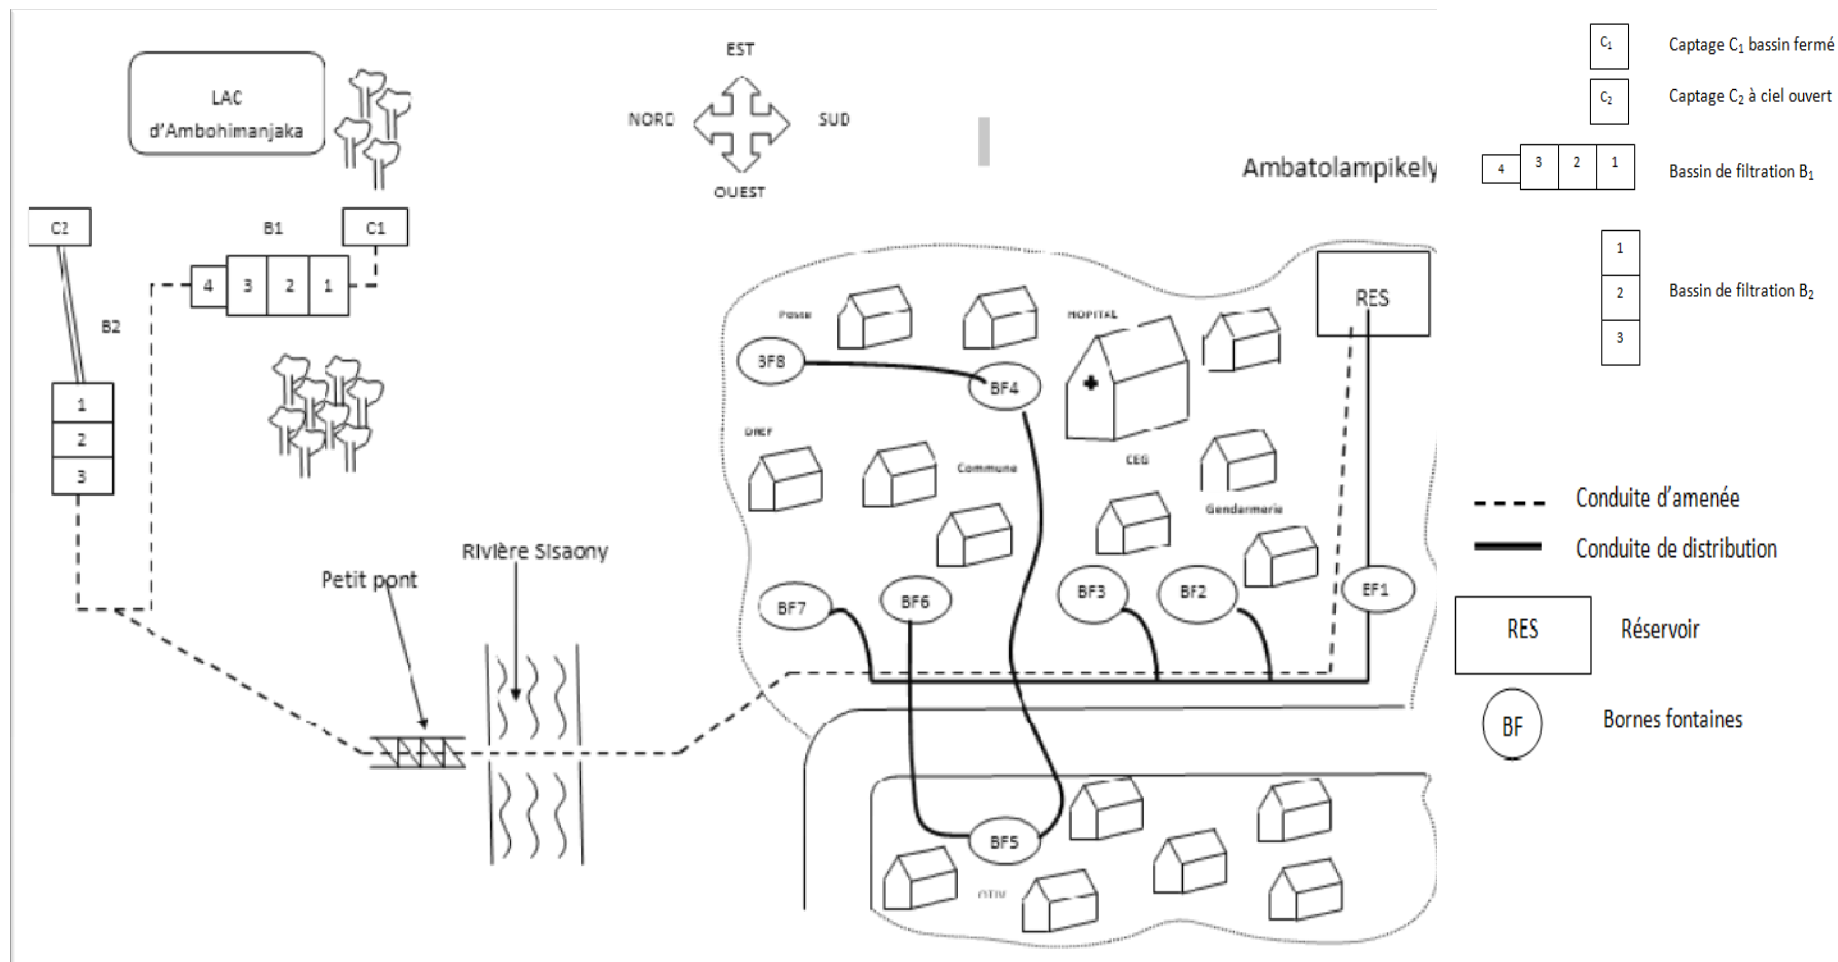 LAC
d'Ambohimanjaka
EST
NORD
SUD
OUEST
Ambatolampikely
C2
B1
C1
4 3 2 1
B2
1
2
3
Petit pont
Rivière Sisaony
Poste
HOPITAL
RES
BF8
BF4
DREF
Commune
CEG
Gendarmerie
BF7
BF6
BF3
BF2
EF1
BF5
C₁ Captage C₁ bassin fermé
C₂ Captage C₂ à ciel ouvert
4 3 2 1 Bassin de filtration B₁
1
2 Bassin de filtration B₂
3
Conduite d'amenée
Conduite de distribution
RES Réservoir
BF Bornes fontaines